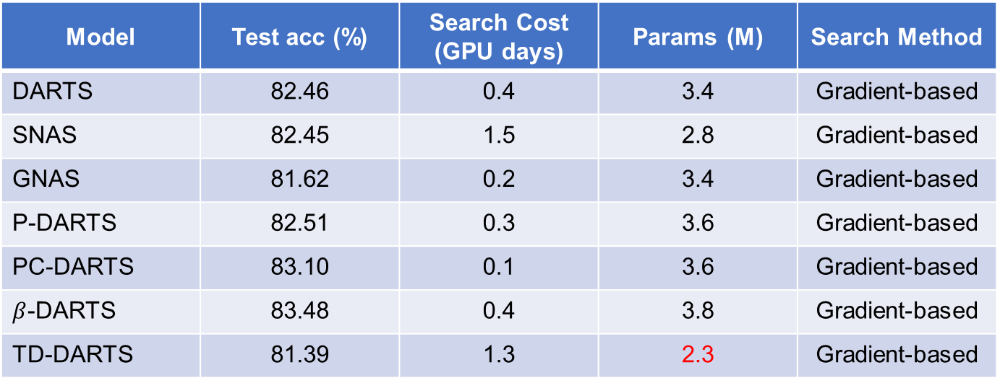 Model Test acc (%) Search Cost (GPU days) Params (M) Search Method
DARTS 82.46 0.4 3.4 Gradient-based
SNAS 82.45 1.5 2.8 Gradient-based
GNAS 81.62 0.2 3.4 Gradient-based
P-DARTS 82.51 0.3 3.6 Gradient-based
PC-DARTS 83.10 0.1 3.6 Gradient-based
β-DARTS 83.48 0.4 3.8 Gradient-based
TD-DARTS 81.39 1.3 2.3 Gradient-based